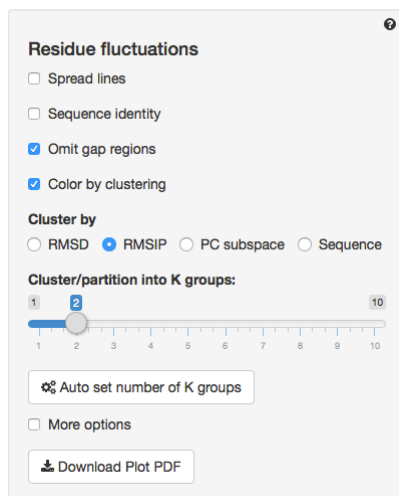 Residue fluctuations
Spread lines
Sequence identity
Omit gap regions
Color by clustering
Cluster by
RMSD RMSIP PC subspace Sequence
Cluster/partition into K groups:
1 2 10
1 2 3 4 5 6 7 8 9 10
Auto set number of K groups
More options
Download Plot PDF